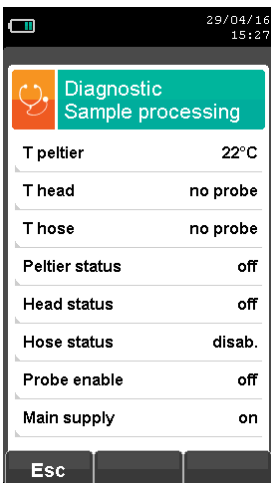 29/04/16
15:27
Diagnostic
Sample processing
T peltier 22°C
T head no probe
T hose no probe
Peltier status off
Head status off
Hose status disab.
Probe enable off
Main supply on
Esc